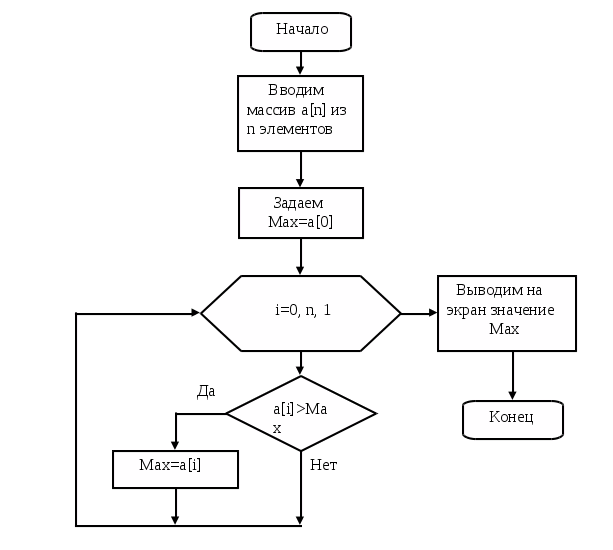 Начало
Вводим
массив a[n] из
n элементов
Задаем
Max=a[0]
i=0, n, 1
Выводим на
экран значение
Max
Да
a[i]>Ma
x
Конец
Max=a[i]
Нет